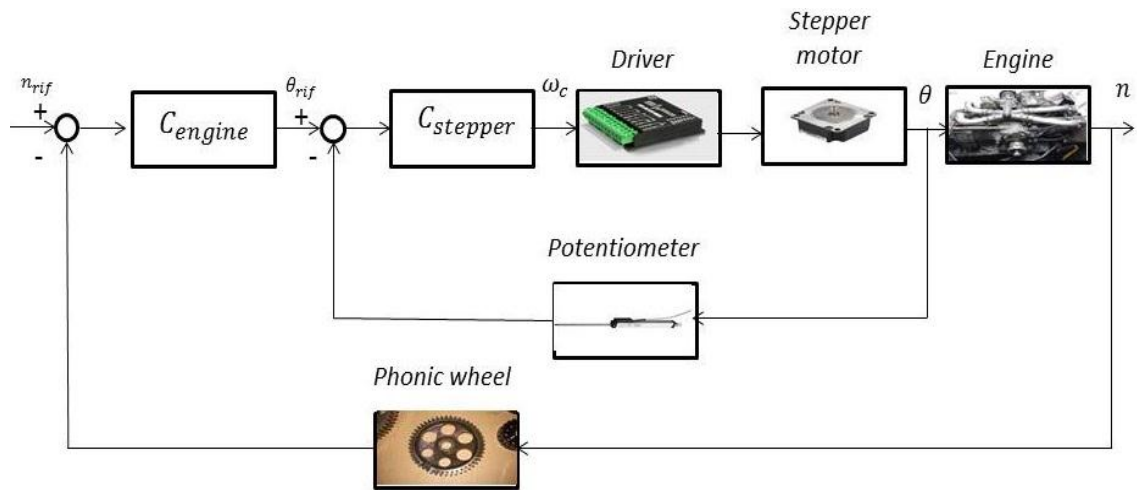 Stepper
motor
Driver
Engine
n_rif
+
-
C_engine
θ_rif
+
-
C_stepper
ω_c
θ
n
Potentiometer
Phonic wheel